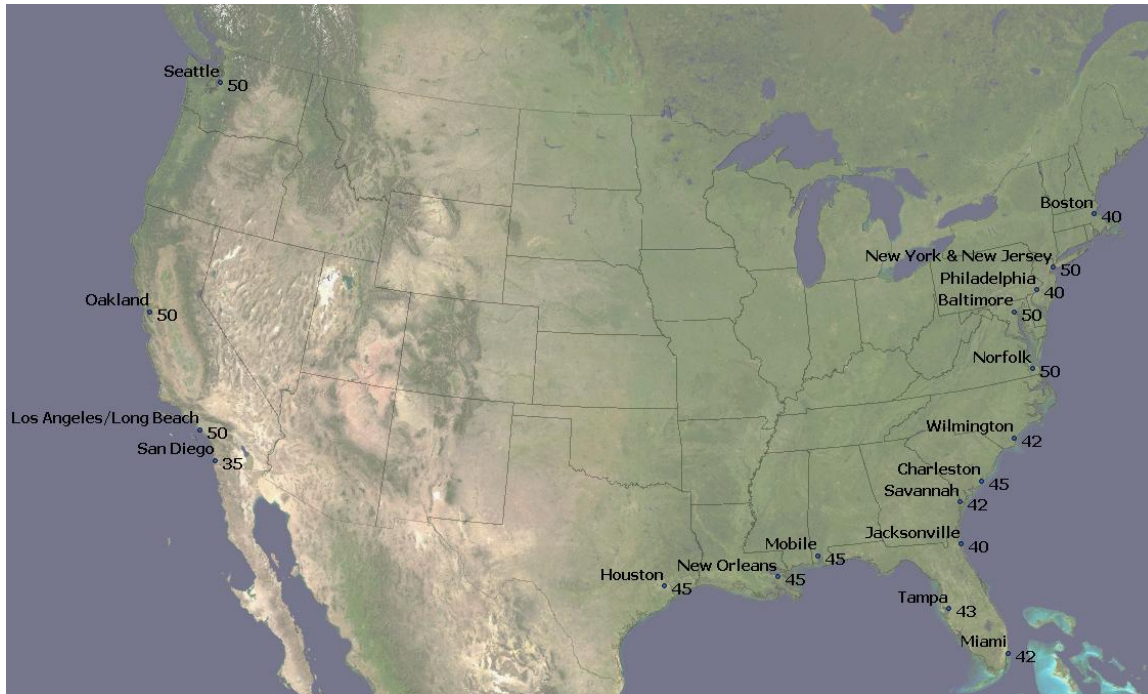 Seattle
50
Boston
40
New York & New Jersey
50
Philadelphia
40
Baltimore
50
Oakland
50
Norfolk
50
Los Angeles/Long Beach
50
Wilmington
42
San Diego
35
Charleston
45
Savannah
42
Jacksonville
40
Mobile
45
New Orleans
45
Houston
45
Tampa
43
Miami
42